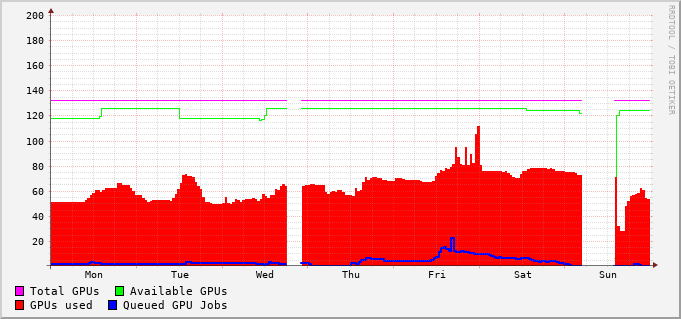 200
180
160
140
120
100
80
60
40
20
Mon Tue Wed Thu Fri Sat Sun
Total GPUs Available GPUs
GPUs used Queued GPU Jobs
RRDTOOL / TOBI OETIKER